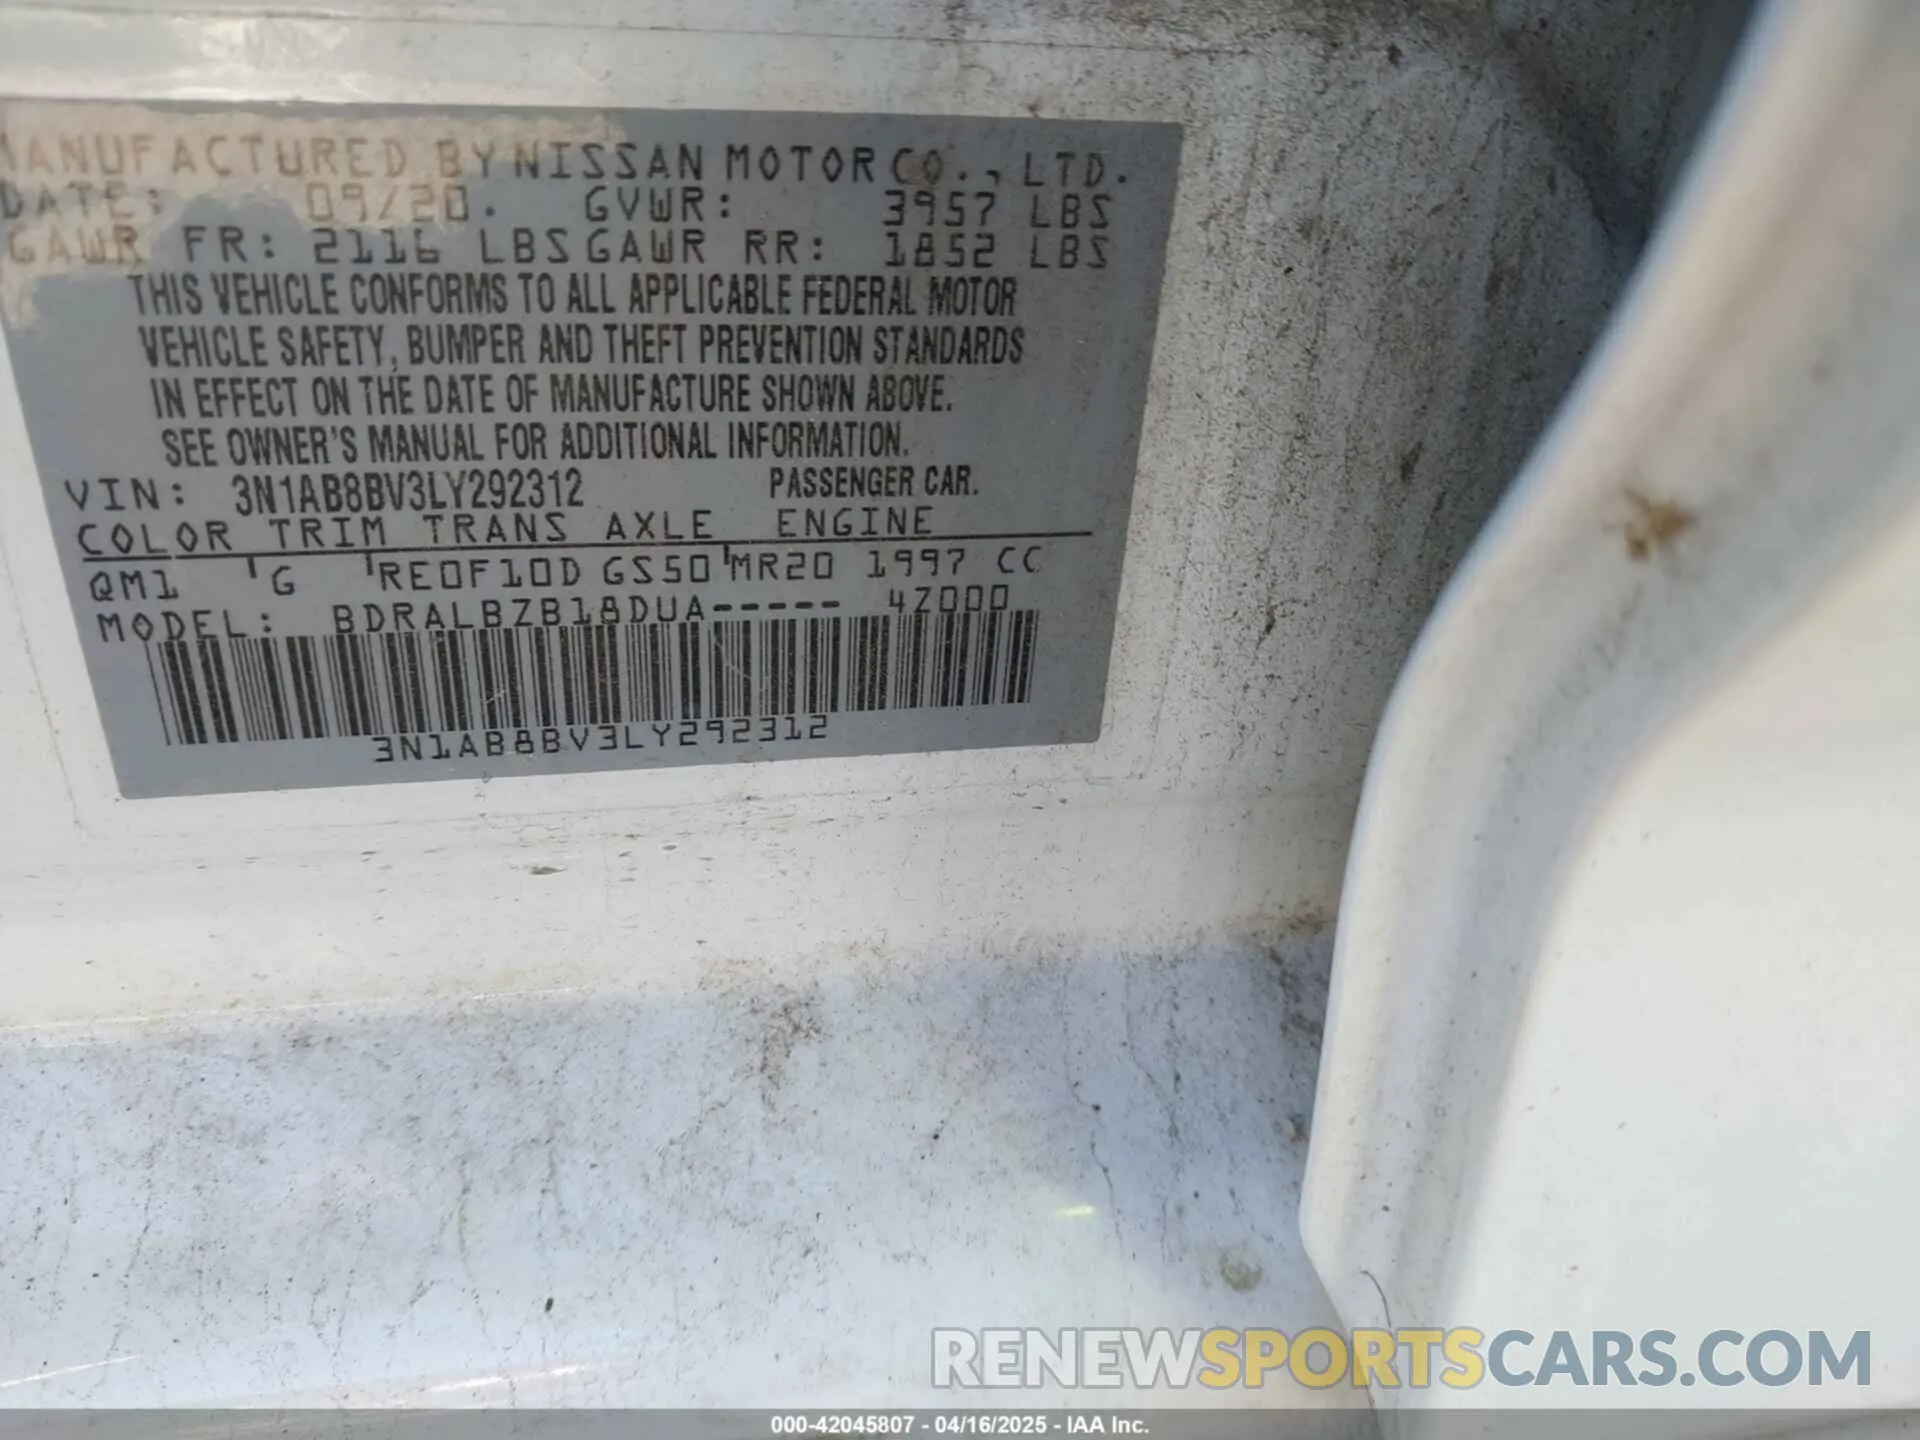 MANUFACTURED BY NISSAN MOTOR CO., LTD.
DATE: 09/20. GVWR: 3957 LBS
GAWR FR: 2116 LBS GAWR RR: 1852 LBS
THIS VEHICLE CONFORMS TO ALL APPLICABLE FEDERAL MOTOR
VEHICLE SAFETY, BUMPER AND THEFT PREVENTION STANDARDS
IN EFFECT ON THE DATE OF MANUFACTURE SHOWN ABOVE.
SEE OWNER'S MANUAL FOR ADDITIONAL INFORMATION.
VIN: 3N1AB8BV3LY292312 PASSENGER CAR.
COLOR TRIM TRANS AXLE ENGINE
QM1 G RE0F10D GS50 MR20 1997 CC
MODEL: BDRALBZB18DUA----- 4Z000
3N1AB8BV3LY292312
RENEWSPORTSCARS.COM
000-42045807 - 04/16/2025 - IAA Inc.